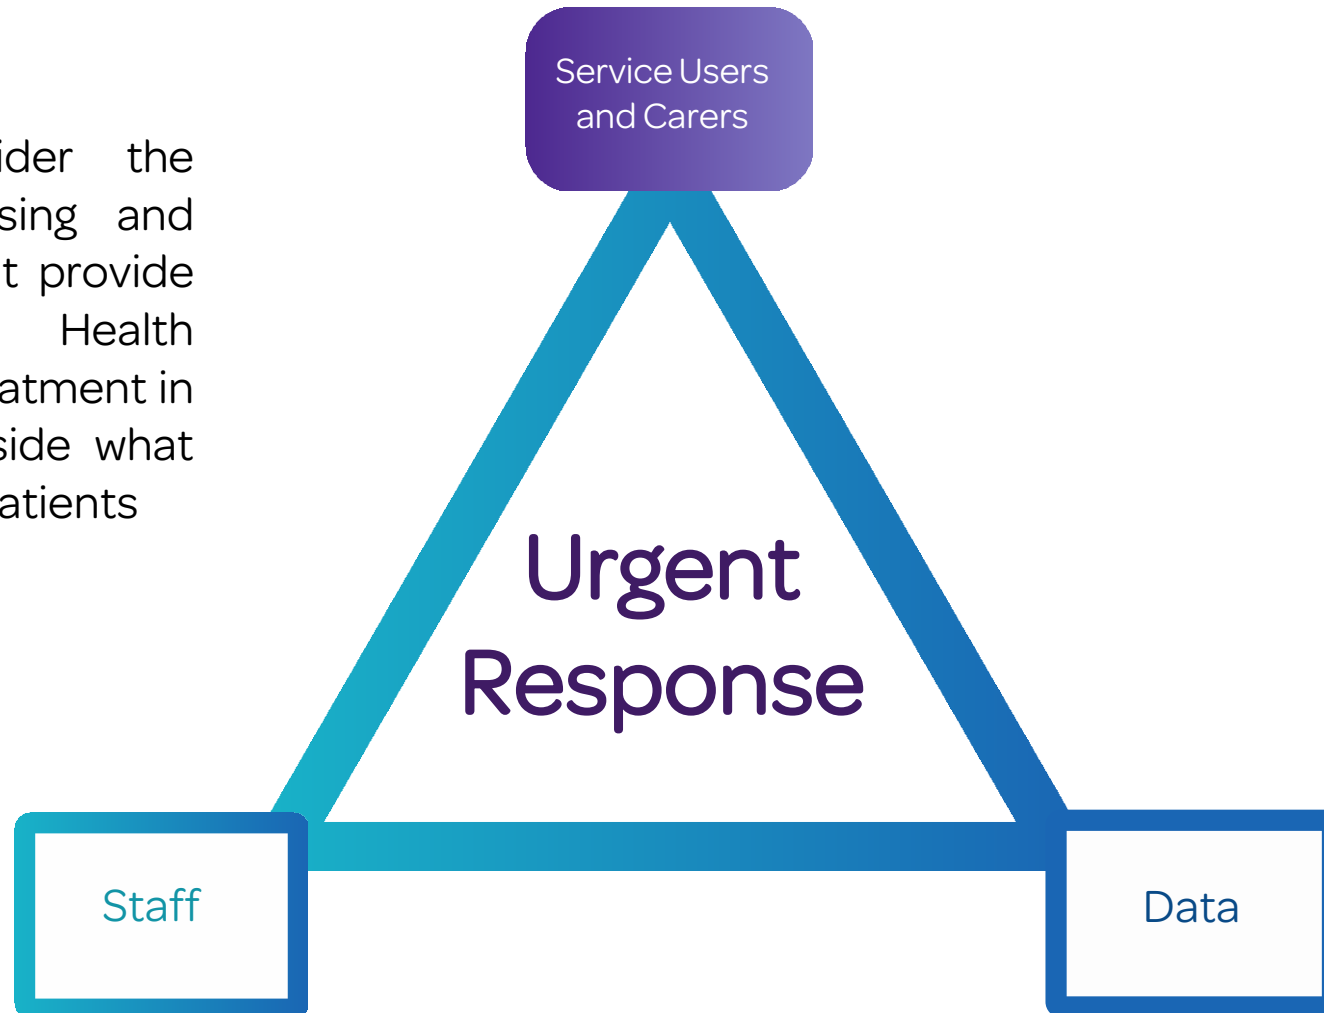 Service Users
and Carers
ider the
sing and
t provide
Health
atment in
side what
atients
Urgent
Response
Staff
Data